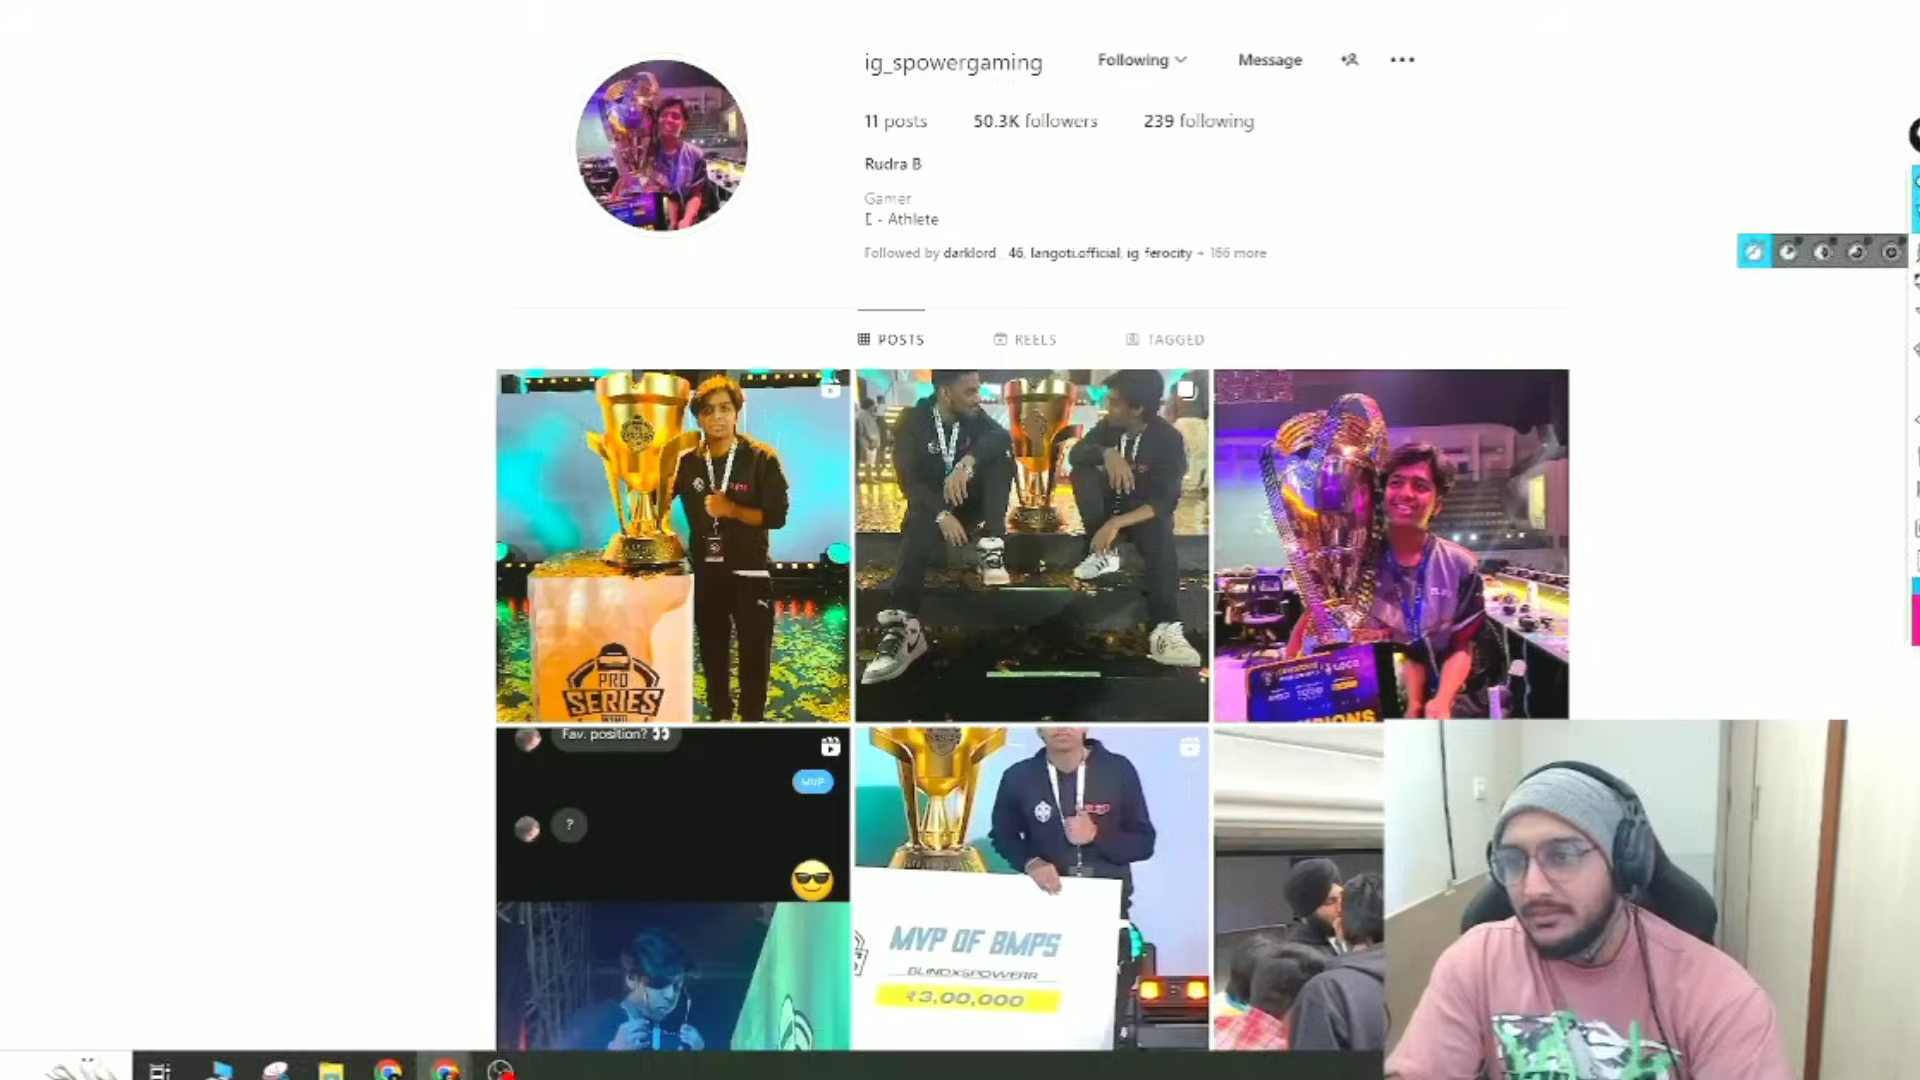 ig_spowergaming Following Message
11 posts 50.3K followers 239 following
Rudra B
Gamer
E - Athlete
Followed by darklord_46, langoti.official, ig_ferocity + 166 more
POSTS REELS TAGGED
PRO
SERIES
Fav. position? 👀
MVP
?
😎
MVP OF BMPS
BLINDXSPOWERR
₹3,00,000